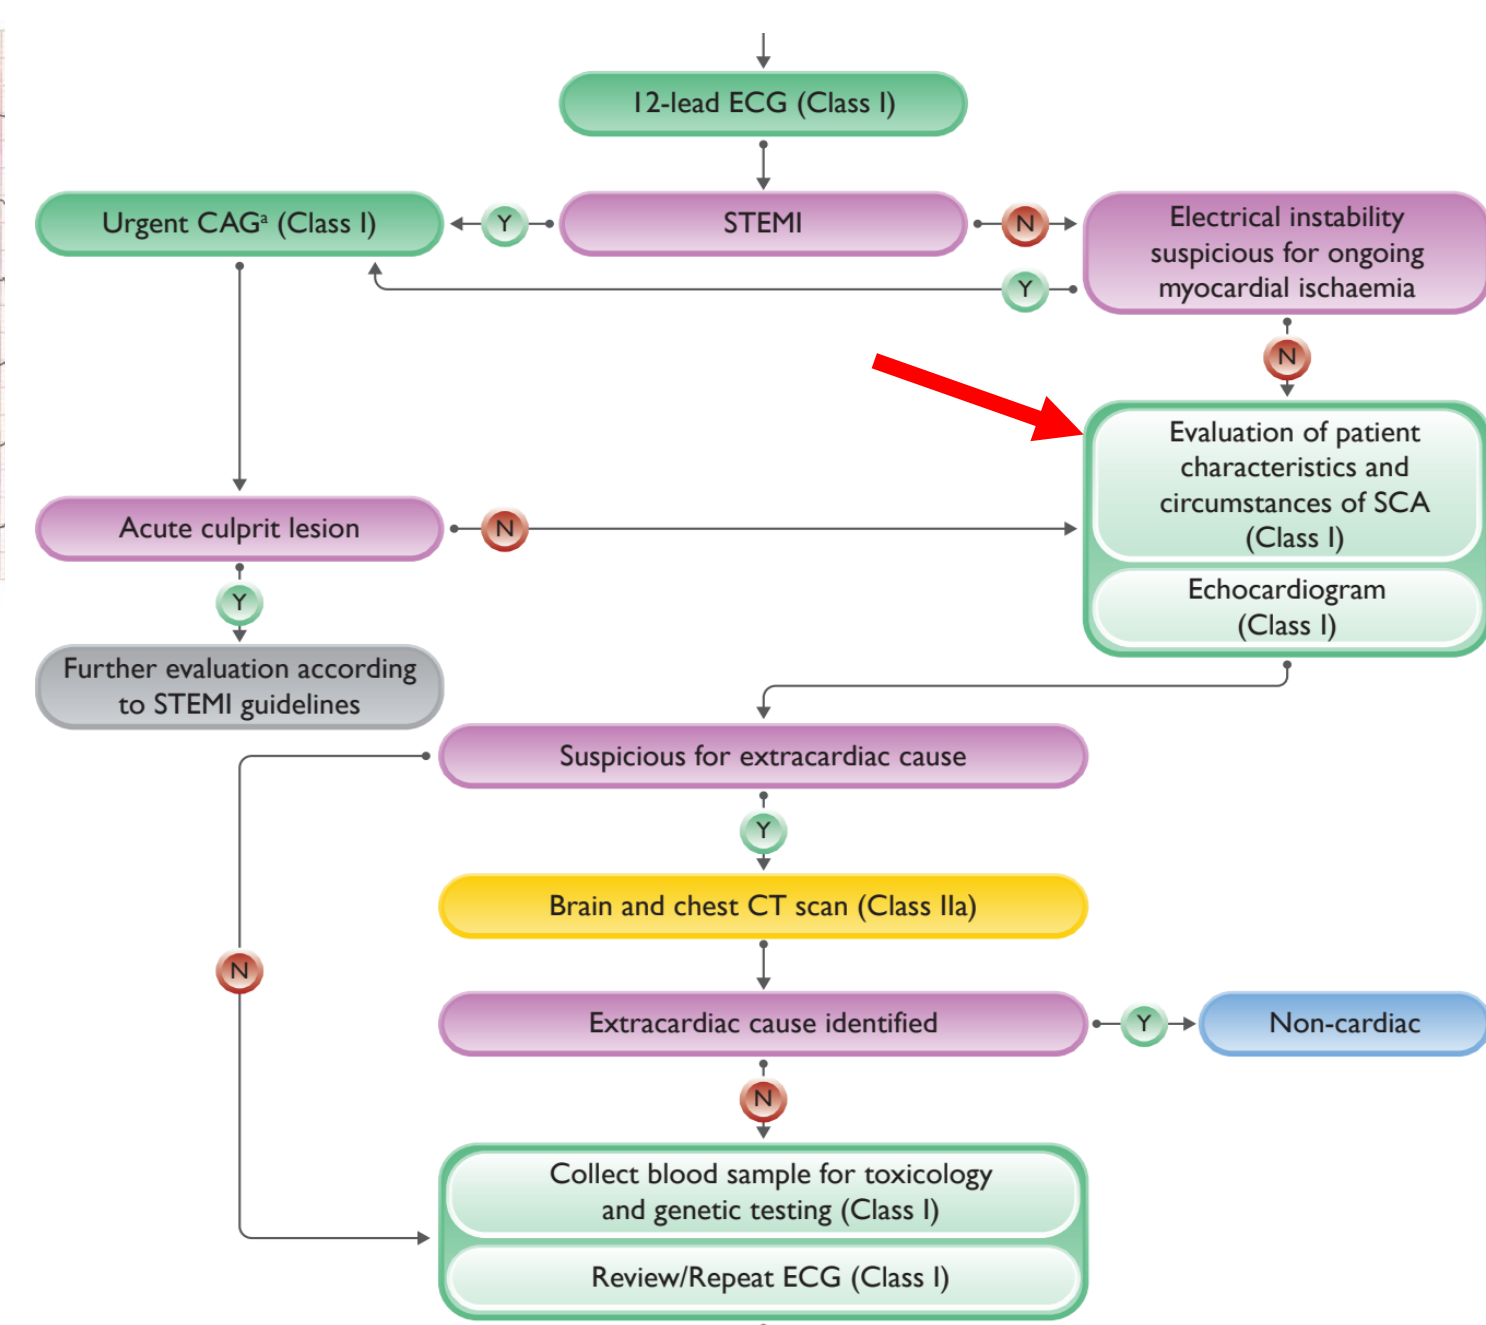 12-lead ECG (Class I)
Urgent CAGª (Class I)
Y
STEMI
N
Electrical instability
suspicious for ongoing
myocardial ischaemia
Y
N
Evaluation of patient
characteristics and
circumstances of SCA
(Class I)
Echocardiogram
(Class I)
Acute culprit lesion
N
Y
Further evaluation according
to STEMI guidelines
Suspicious for extracardiac cause
Y
Brain and chest CT scan (Class IIa)
N
Extracardiac cause identified
Y
Non-cardiac
N
Collect blood sample for toxicology
and genetic testing (Class I)
Review/Repeat ECG (Class I)